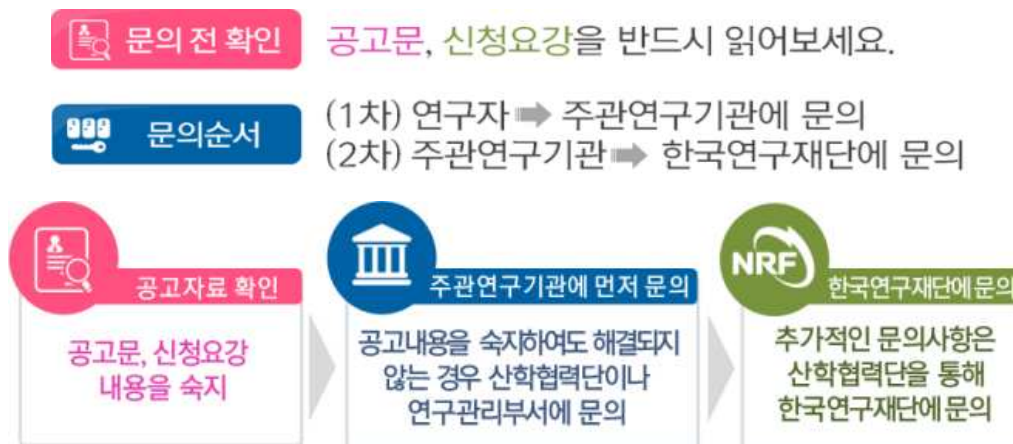 문의 전 확인 공고문, 신청요강을 반드시 읽어보세요.
문의순서
(1차) 연구자 ➡ 주관연구기관에 문의
(2차) 주관연구기관 ➡ 한국연구재단에 문의
공고자료 확인
공고문, 신청요강
내용을 숙지
주관연구기관에 먼저 문의
공고내용을 숙지하여도 해결되지
않는 경우 산학협력단이나
연구관리부서에 문의
NRF
한국연구재단에 문의
추가적인 문의사항은
산학협력단을 통해
한국연구재단에 문의